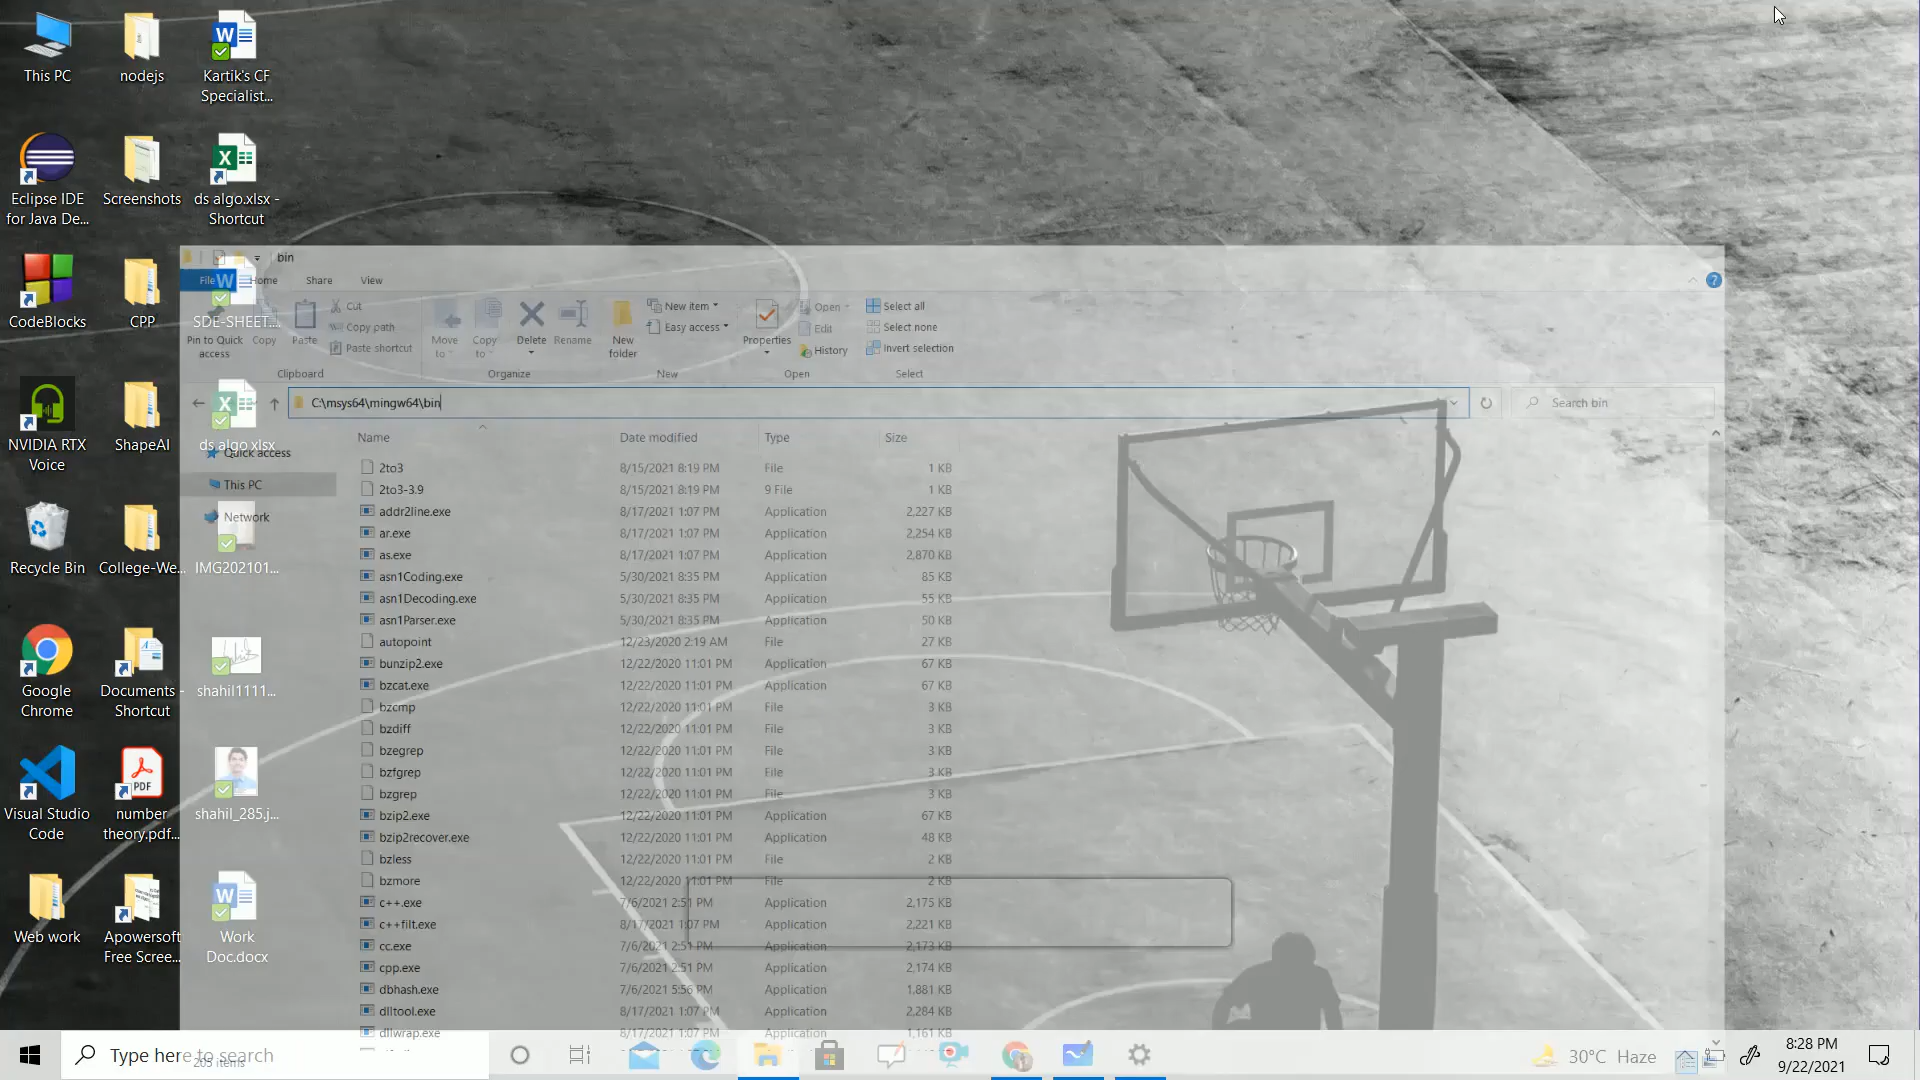 This PC
nodejs
Kartik's CF
Specialist...
Eclipse IDE
for Java De...
Screenshots
ds algo.xlsx -
Shortcut
CodeBlocks
CPP
SDE-SHEET....
NVIDIA RTX
Voice
ShapeAI
ds algo.xlsx
Recycle Bin
College-We...
IMG202101...
Google
Chrome
Documents -
Shortcut
shahil1111...
Visual Studio
Code
number
theory.pdf...
shahil_285.j...
Web work
Apowersoft
Free Scree...
Work
Doc.docx
bin
File Home Share View
Pin to Quick
access
Copy
Paste
Cut
Copy path
Paste shortcut
Clipboard
Move
to
Copy
to
Delete
Rename
Organize
New
folder
New item
Easy access
New
Properties
Open
Edit
History
Open
Select all
Select none
Invert selection
Select
C:\msys64\mingw64\bin
Search bin
Quick access
This PC
Network
Name Date modified Type Size
2to3 8/15/2021 8:19 PM File 1 KB
2to3-3.9 8/15/2021 8:19 PM 9 File 1 KB
addr2line.exe 8/17/2021 1:07 PM Application 2,227 KB
ar.exe 8/17/2021 1:07 PM Application 2,254 KB
as.exe 8/17/2021 1:07 PM Application 2,870 KB
asn1Coding.exe 5/30/2021 8:35 PM Application 85 KB
asn1Decoding.exe 5/30/2021 8:35 PM Application 55 KB
asn1Parser.exe 5/30/2021 8:35 PM Application 50 KB
autopoint 12/23/2020 2:19 AM File 27 KB
bunzip2.exe 12/22/2020 11:01 PM Application 67 KB
bzcat.exe 12/22/2020 11:01 PM Application 67 KB
bzcmp 12/22/2020 11:01 PM File 3 KB
bzdiff 12/22/2020 11:01 PM File 3 KB
bzegrep 12/22/2020 11:01 PM File 3 KB
bzfgrep 12/22/2020 11:01 PM File 3 KB
bzgrep 12/22/2020 11:01 PM File 3 KB
bzip2.exe 12/22/2020 11:01 PM Application 67 KB
bzip2recover.exe 12/22/2020 11:01 PM Application 48 KB
bzless 12/22/2020 11:01 PM File 2 KB
bzmore 12/22/2020 11:01 PM File 2 KB
c++.exe 7/6/2021 2:51 PM Application 2,175 KB
c++filt.exe 8/17/2021 1:07 PM Application 2,221 KB
cc.exe 7/6/2021 2:51 PM Application 2,173 KB
cpp.exe 7/6/2021 2:51 PM Application 2,174 KB
dbhash.exe 7/6/2021 5:56 PM Application 1,881 KB
dlltool.exe 8/17/2021 1:07 PM Application 2,284 KB
dllwrap.exe 8/17/2021 1:07 PM Application 1,161 KB
Type here to search
205 items
30°C Haze
8:28 PM
9/22/2021